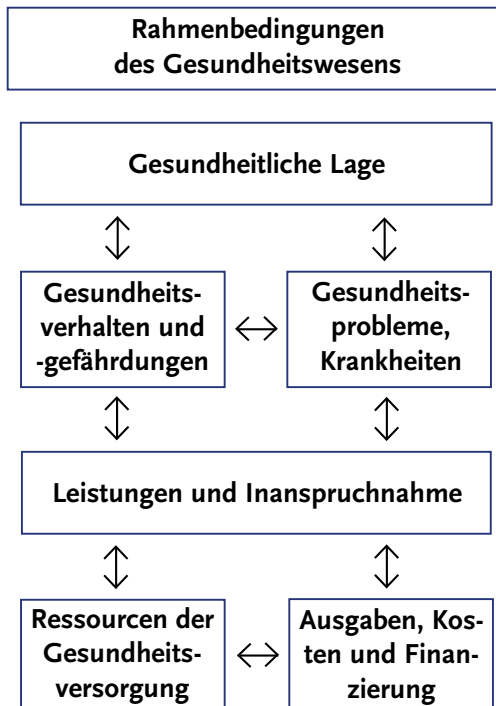 Rahmenbedingungen
des Gesundheitswesens
Gesundheitliche Lage
Gesundheits-
verhalten und
-gefährdungen
Gesundheits-
probleme,
Krankheiten
Leistungen und Inanspruchnahme
Ressourcen der
Gesundheits-
versorgung
Ausgaben, Kos-
ten und Finan-
zierung